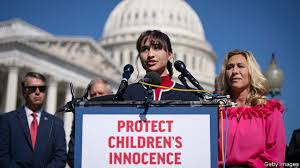 PROTECT
CHILDREN'S
INNOCENCE
Getty Images